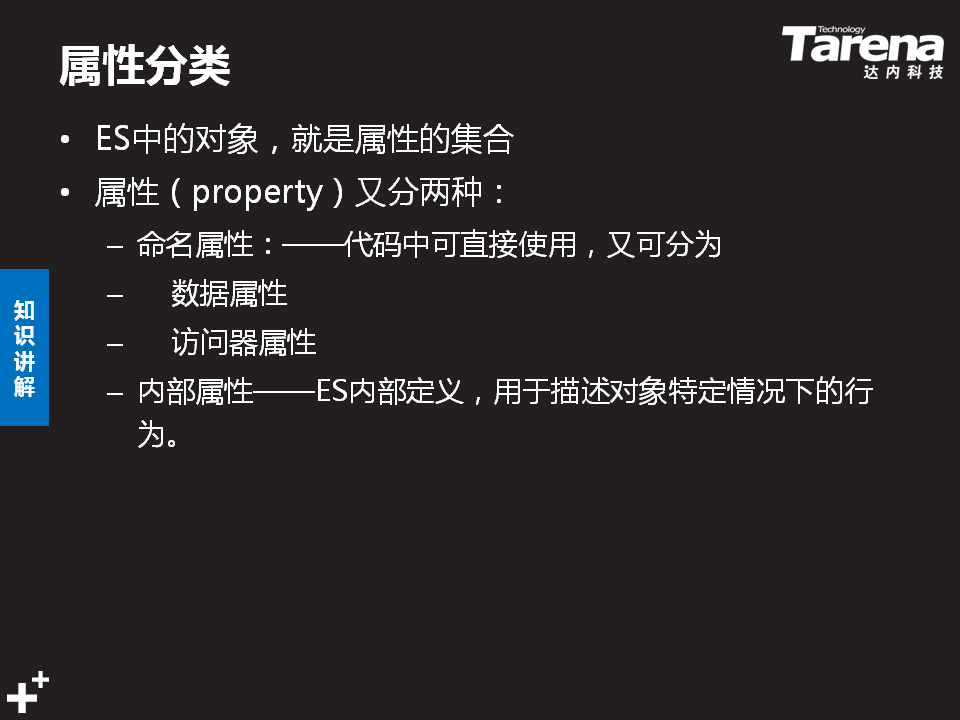 属性分类
Technology
Tarena
达内科技
• ES中的对象，就是属性的集合
• 属性（property）又分两种：
– 命名属性：——代码中可直接使用，又可分为
– 数据属性
– 访问器属性
– 内部属性——ES内部定义，用于描述对象特定情况下的行
为。
知识讲解